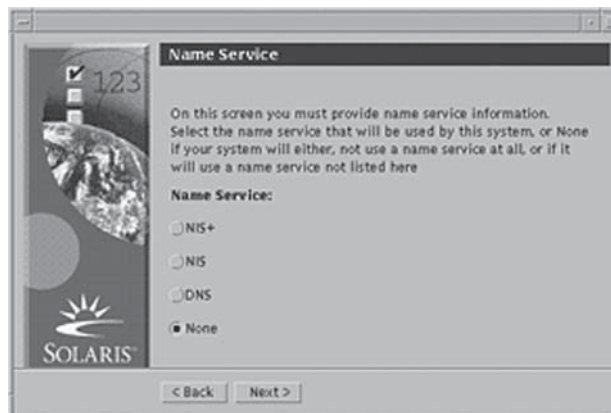 Name Service
123
On this screen you must provide name service information.
Select the name service that will be used by this system, or None
if your system will either, not use a name service at all, or if it
will use a name service not listed here
Name Service:
NIS+
NIS
DNS
None
SOLARIS™
< Back
Next >